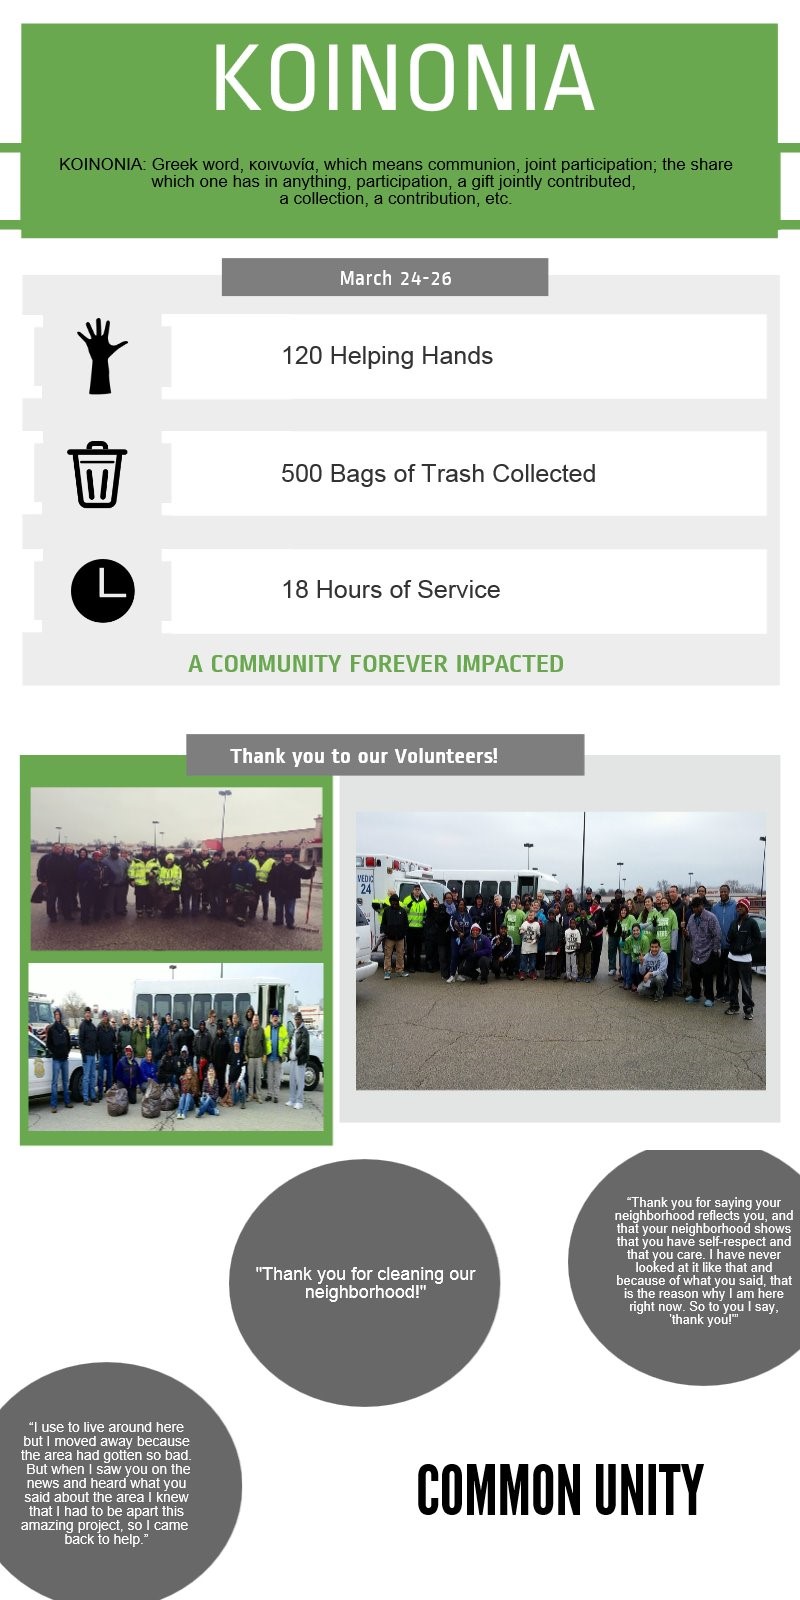 KOINONIA
KOINONIA: Greek word, κοινωνία, which means communion, joint participation; the share
which one has in anything, participation, a gift jointly contributed,
a collection, a contribution, etc.
March 24-26
120 Helping Hands
500 Bags of Trash Collected
18 Hours of Service
A COMMUNITY FOREVER IMPACTED
Thank you to our Volunteers!
MEDIC
24
"Thank you for cleaning our
neighborhood!"
“Thank you for saying your
neighborhood reflects you, and
that your neighborhood shows
that you have self-respect and
that you care. I have never
looked at it like that and
because of what you said, that
is the reason why I am here
right now. So to you I say,
'thank you!'”
“I use to live around here
but I moved away because
the area had gotten so bad.
But when I saw you on the
news and heard what you
said about the area I knew
that I had to be apart this
amazing project, so I came
back to help.”
COMMON UNITY